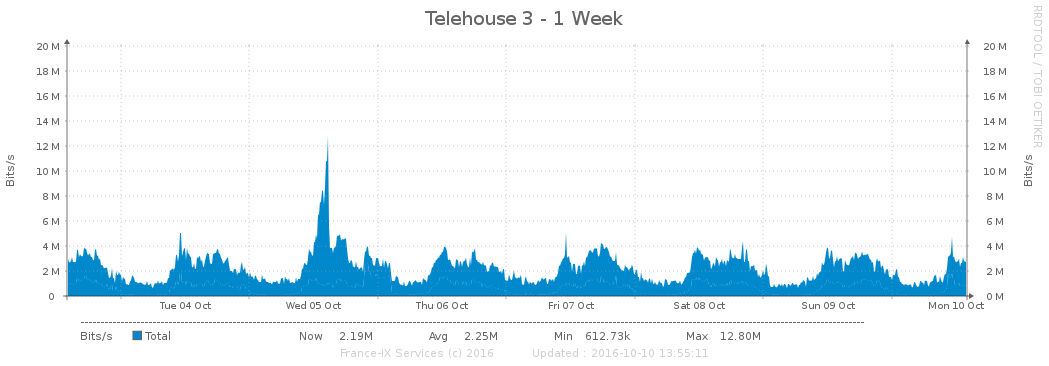 Telehouse 3 - 1 Week
RRDTOOL / TOBI OETIKER
Bits/s
20 M 20 M
18 M 18 M
16 M 16 M
14 M 14 M
12 M 12 M
10 M 10 M
8 M 8 M
6 M 6 M
4 M 4 M
2 M 2 M
0 0 M
Bits/s
Tue 04 Oct Wed 05 Oct Thu 06 Oct Fri 07 Oct Sat 08 Oct Sun 09 Oct Mon 10 Oct
Bits/s Total Now 2.19M Avg 2.25M Min 612.73k Max 12.80M
France-IX Services (c) 2016 Updated : 2016-10-10 13:55:11